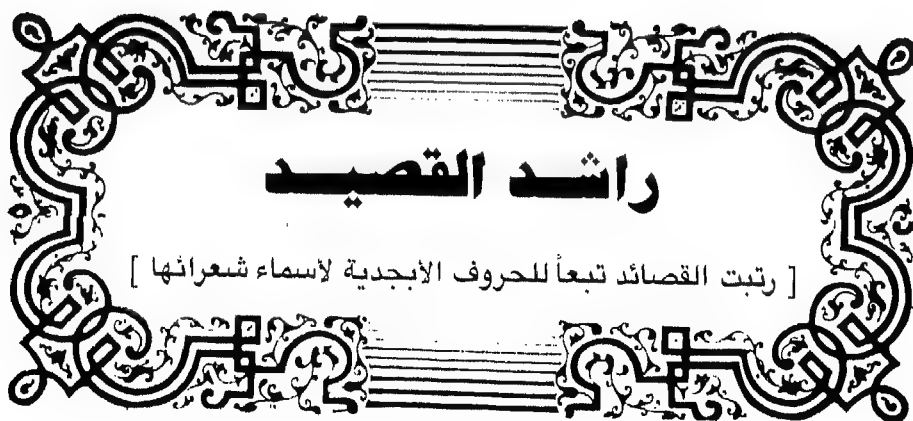 راشد القصيد
[ رتبت القصائد تبعاً للحروف الأبجدية لأسماء شعرائها ]